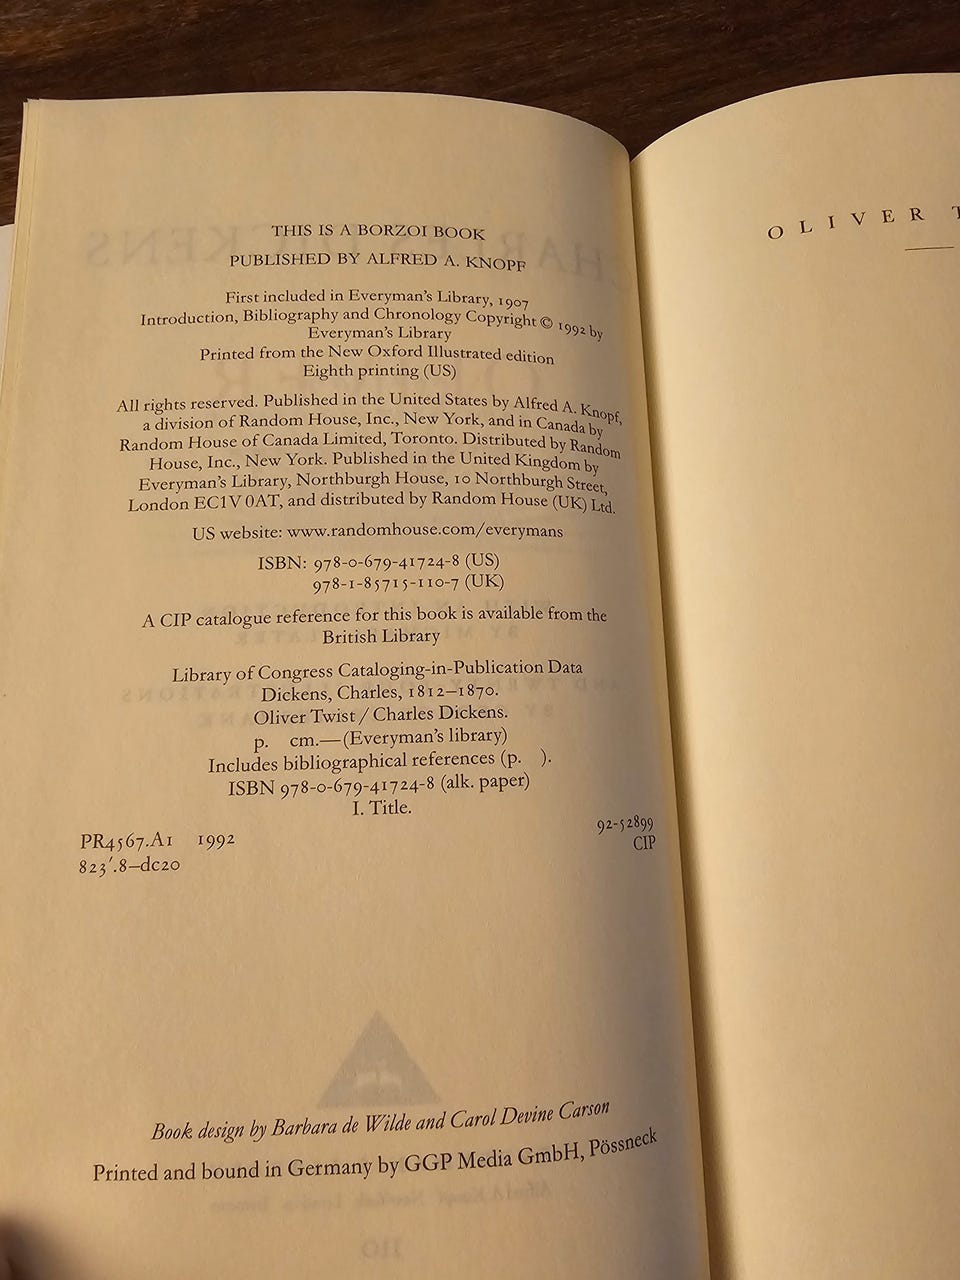 THIS IS A BORZOI BOOK
PUBLISHED BY ALFRED A. KNOPF
First included in Everyman's Library, 1907
Introduction, Bibliography and Chronology Copyright © 1992 by
Everyman's Library
Printed from the New Oxford Illustrated edition
Eighth printing (US)
All rights reserved. Published in the United States by Alfred A. Knopf,
a division of Random House, Inc., New York, and in Canada by
Random House of Canada Limited, Toronto. Distributed by Random
House, Inc., New York. Published in the United Kingdom by
Everyman's Library, Northburgh House, 10 Northburgh Street,
London EC1V 0AT, and distributed by Random House (UK) Ltd.
US website: www.randomhouse.com/everymans
ISBN: 978-0-679-41724-8 (US)
978-1-85715-110-7 (UK)
A CIP catalogue reference for this book is available from the
British Library
Library of Congress Cataloging-in-Publication Data
Dickens, Charles, 1812–1870.
Oliver Twist / Charles Dickens.
p. cm.—(Everyman's library)
Includes bibliographical references (p. ).
ISBN 978-0-679-41724-8 (alk. paper)
I. Title.
PR4567.A1 1992 92-52899
823'.8–dc20 CIP
Book design by Barbara de Wilde and Carol Devine Carson
Printed and bound in Germany by GGP Media GmbH, Pössneck
OLIVER T